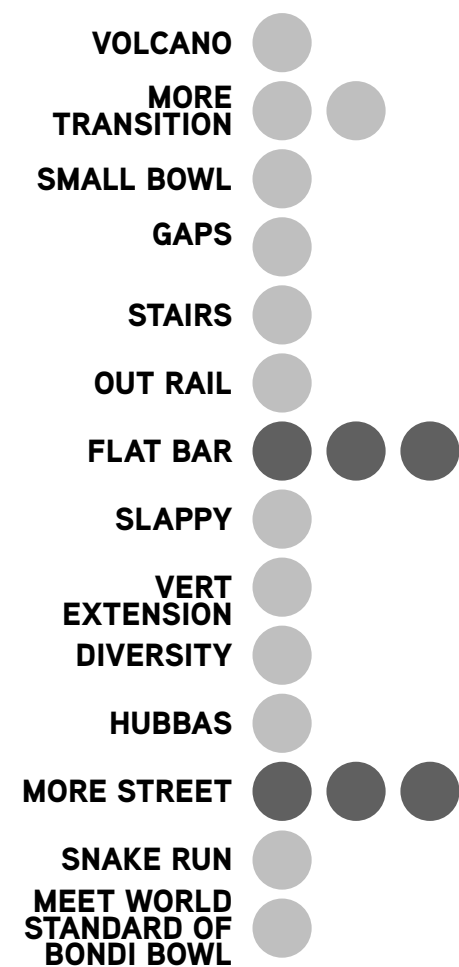 VOLCANO
MORE
TRANSITION
SMALL BOWL
GAPS
STAIRS
OUT RAIL
FLAT BAR
SLAPPY
VERT
EXTENSION
DIVERSITY
HUBBAS
MORE STREET
SNAKE RUN
MEET WORLD
STANDARD OF
BONDI BOWL